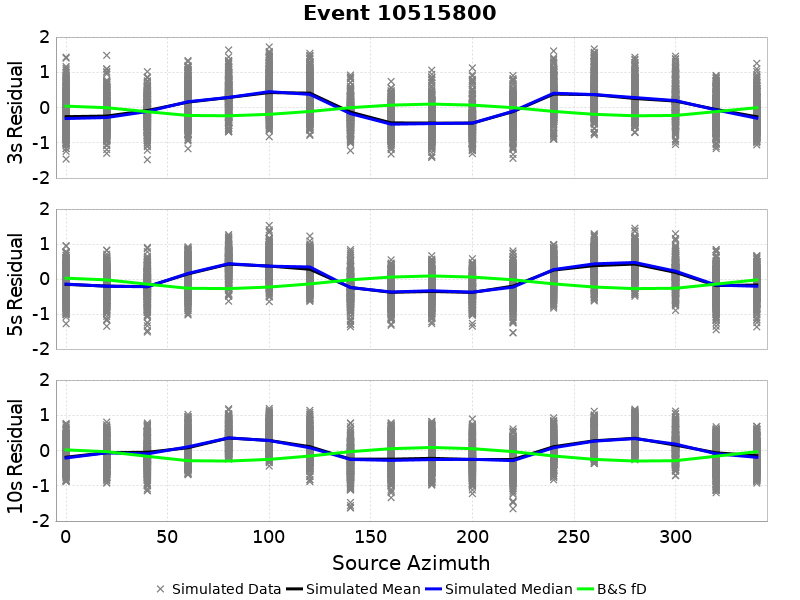 Event 10515800
3s Residual
2
1
0
-1
-2
5s Residual
2
1
0
-1
-2
10s Residual
2
1
0
-1
-2
0 50 100 150 200 250 300
Source Azimuth
Simulated Data Simulated Mean Simulated Median B&S fD